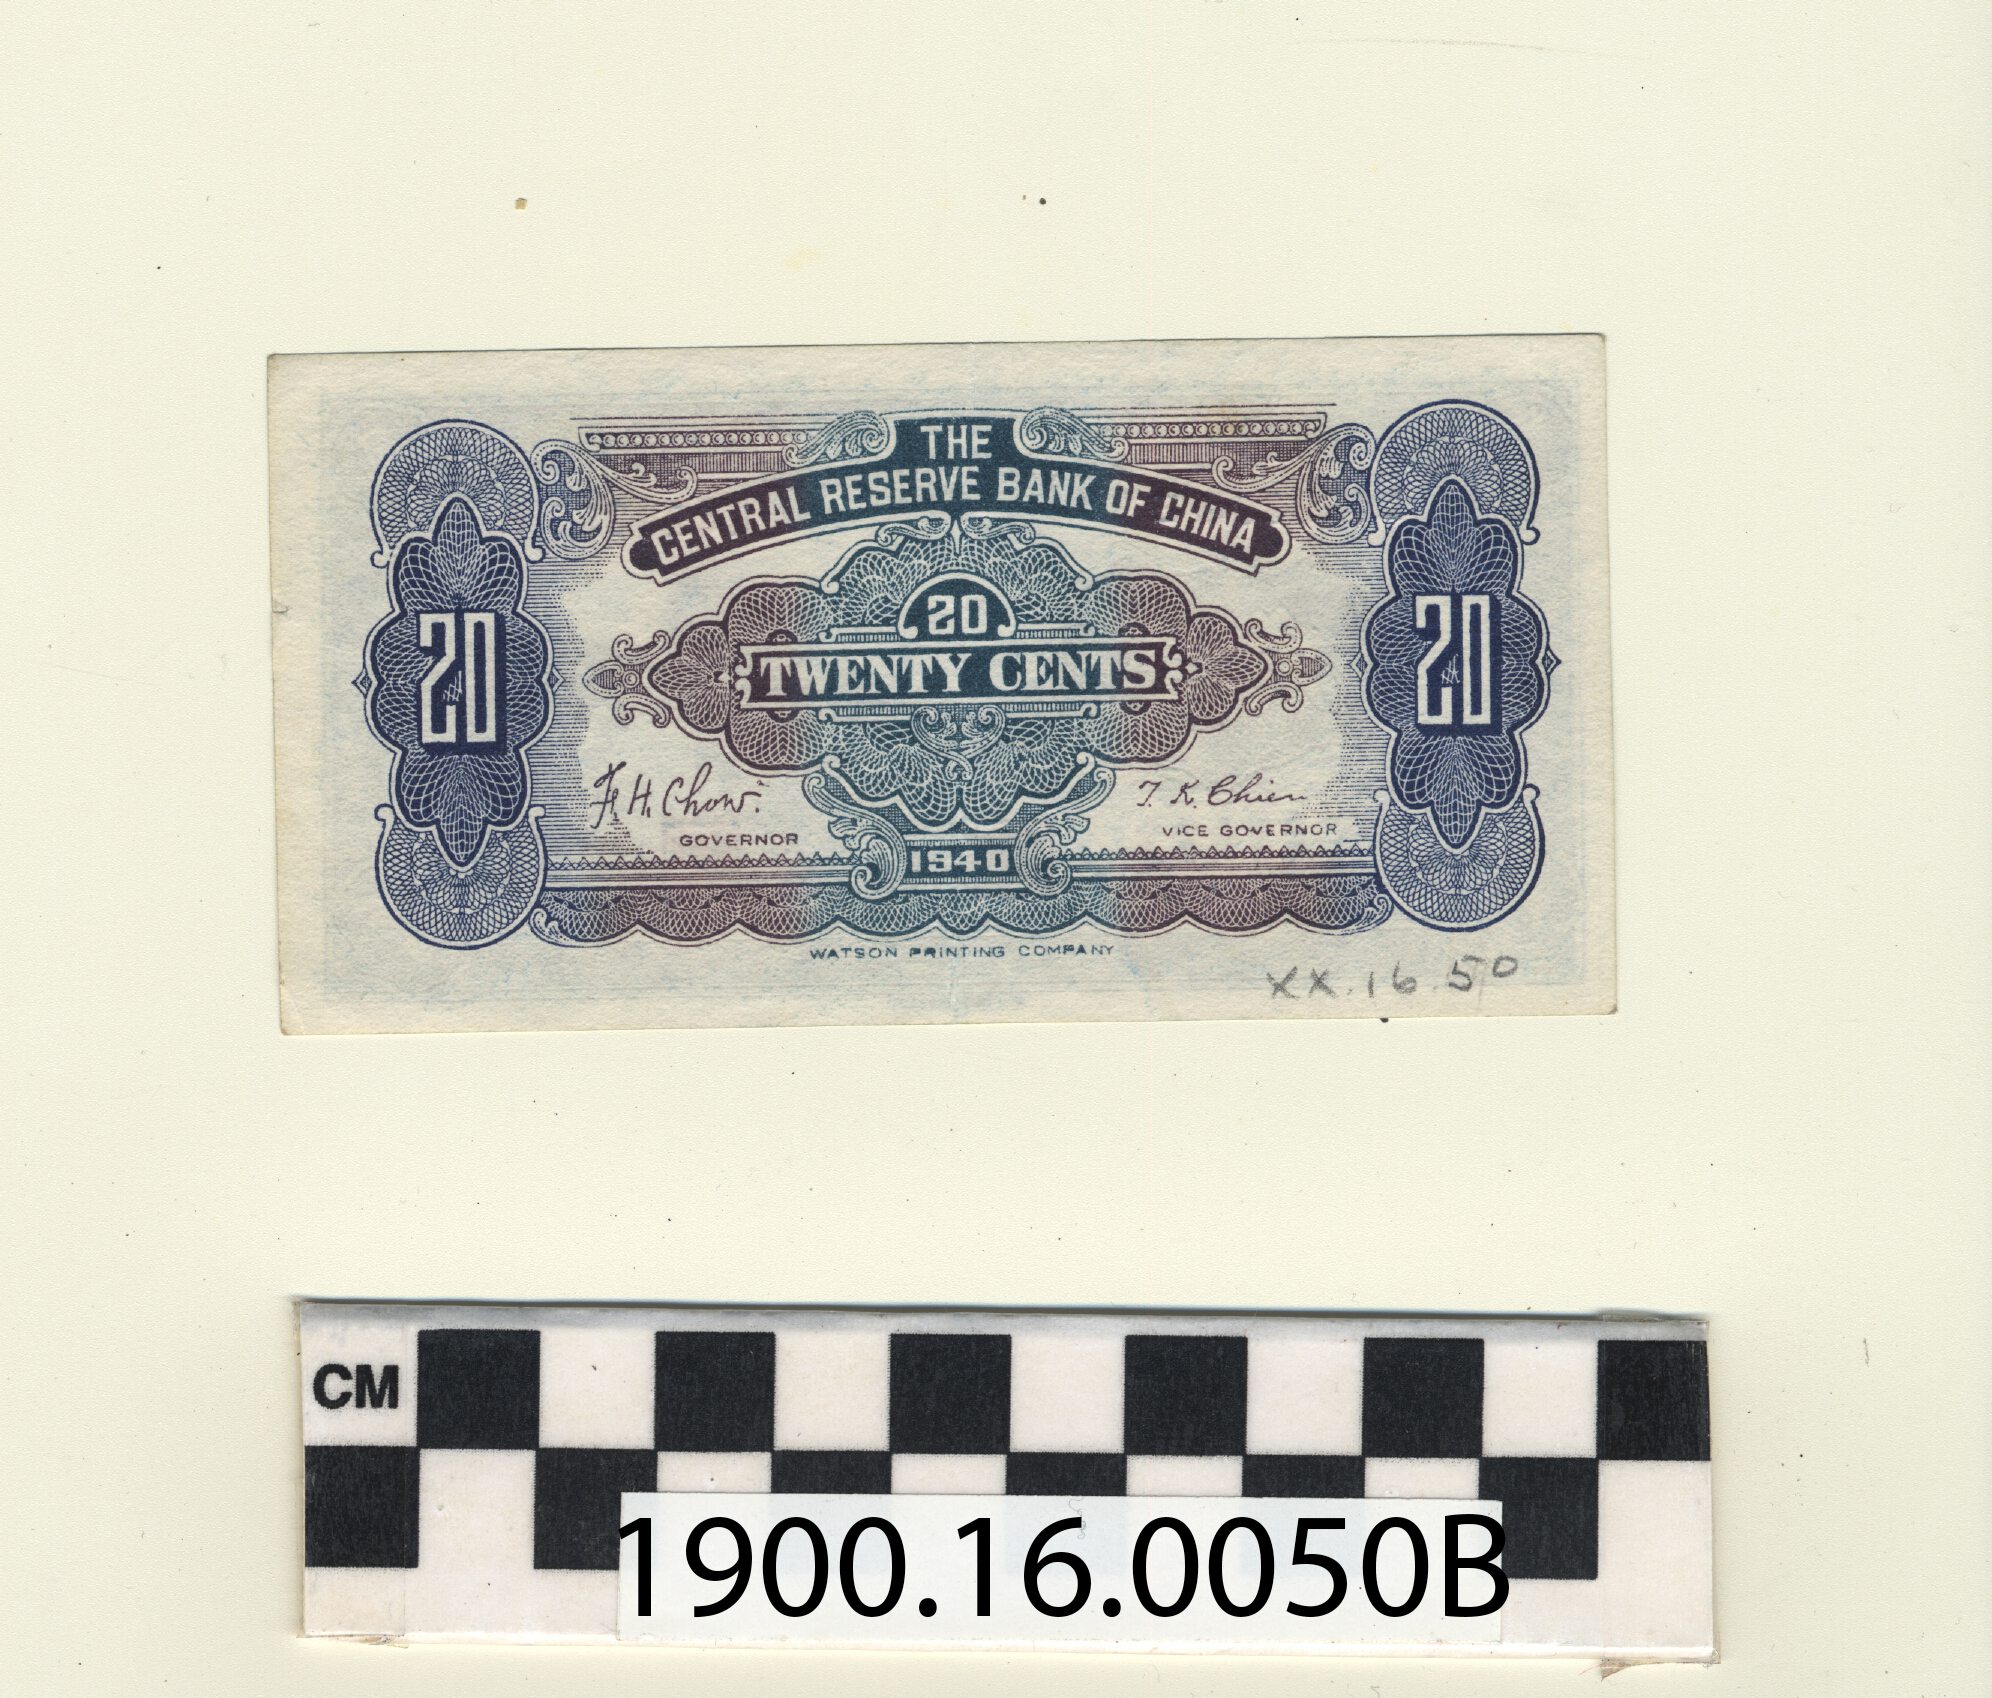 THE
CENTRAL RESERVE BANK OF CHINA
20
TWENTY CENTS
20
20
F. H. Chow.
GOVERNOR
T. K. Chien
VICE GOVERNOR
1940
WATSON PRINTING COMPANY
XX.16.50
CM
1900.16.0050B